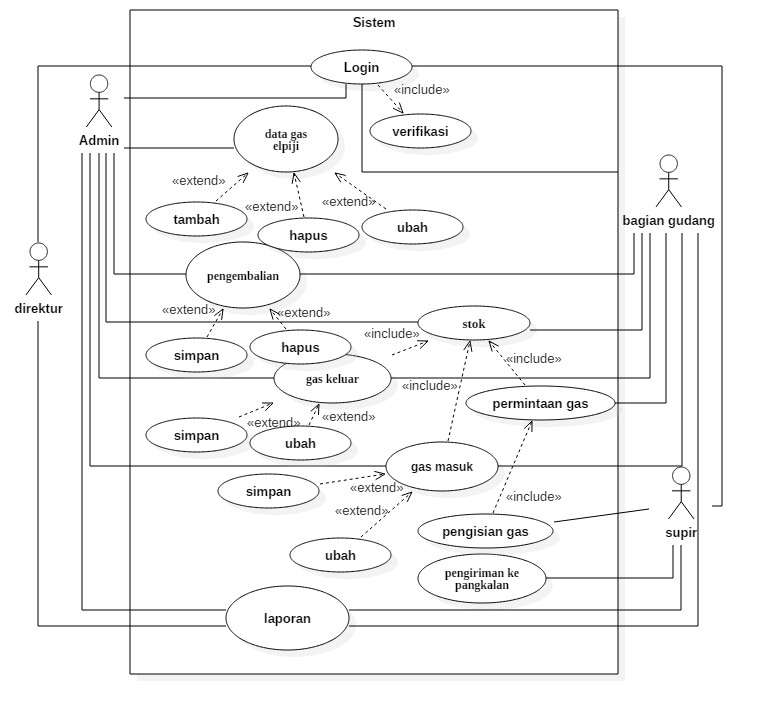 Sistem
Login
«include»
verifikasi
Admin
data gas
elpiji
«extend»
«extend»
«extend»
tambah
hapus
ubah
bagian gudang
pengembalian
direktur
«extend»
«extend»
stok
simpan
hapus
«include»
«include»
«include»
gas keluar
permintaan gas
simpan
«extend»
«extend»
ubah
gas masuk
simpan
«extend»
«extend»
«include»
pengisian gas
supir
ubah
pengiriman ke
pangkalan
laporan